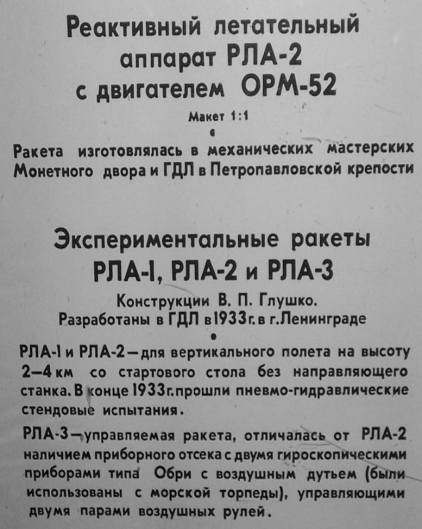 Реактивный летательный
аппарат РЛА-2
с двигателем ОРМ-52
Макет 1:1
•
Ракета изготовлялась в механических мастерских
Монетного двора и ГДЛ в Петропавловской крепости
Экспериментальные ракеты
РЛА-I, РЛА-2 и РЛА-3
Конструкции В. П. Глушко.
Разработаны в ГДЛ в 1933г. в г.Ленинграде
•
РЛА-I и РЛА-2—для вертикального полета на высоту
2—4 км со стартового стола без направляющего
станка. В конце 1933г. прошли пневмо-гидравлические
стендовые испытания.
РЛА-3—управляемая ракета, отличалась от РЛА-2
наличием приборного отсека с двумя гироскопическими
приборами типа Обри с воздушным дутьем (были
использованы с морской торпеды), управляющими
двумя парами воздушных рулей.